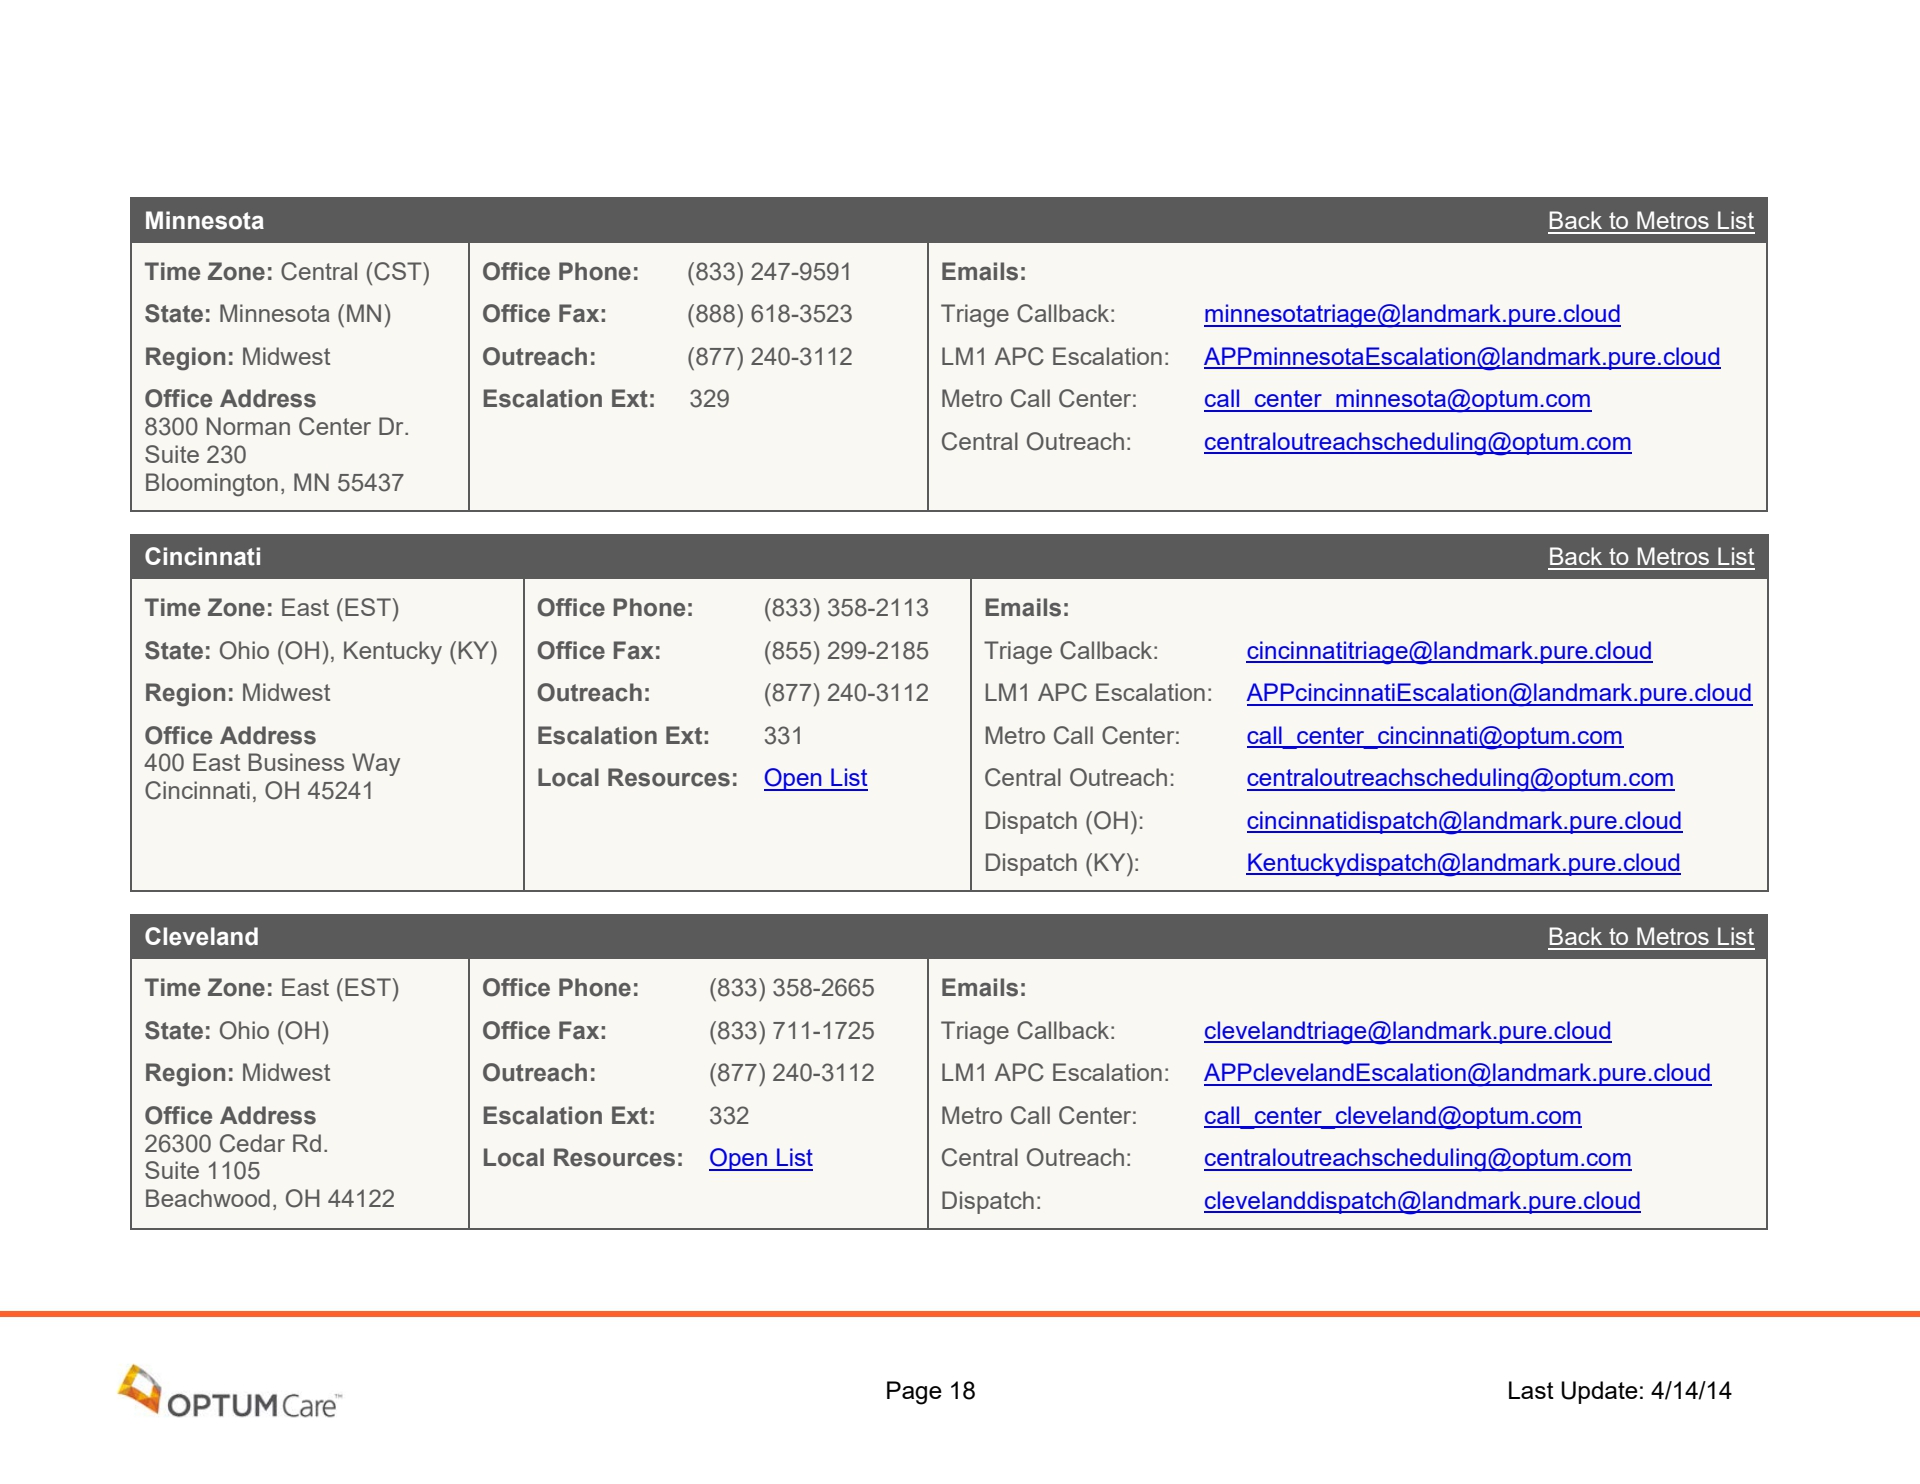 Minnesota Back to Metros List
Time Zone: Central (CST)
State: Minnesota (MN)
Region: Midwest
Office Address
8300 Norman Center Dr.
Suite 230
Bloomington, MN 55437
Office Phone: (833) 247-9591
Office Fax: (888) 618-3523
Outreach: (877) 240-3112
Escalation Ext: 329
Emails:
Triage Callback: minnesotatriage@landmark.pure.cloud
LM1 APC Escalation: APPminnesotaEscalation@landmark.pure.cloud
Metro Call Center: call_center_minnesota@optum.com
Central Outreach: centraloutreachscheduling@optum.com
Cincinnati Back to Metros List
Time Zone: East (EST)
State: Ohio (OH), Kentucky (KY)
Region: Midwest
Office Address
400 East Business Way
Cincinnati, OH 45241
Office Phone: (833) 358-2113
Office Fax: (855) 299-2185
Outreach: (877) 240-3112
Escalation Ext: 331
Local Resources: Open List
Emails:
Triage Callback: cincinnatitriage@landmark.pure.cloud
LM1 APC Escalation: APPcincinnatiEscalation@landmark.pure.cloud
Metro Call Center: call_center_cincinnati@optum.com
Central Outreach: centraloutreachscheduling@optum.com
Dispatch (OH): cincinnatidispatch@landmark.pure.cloud
Dispatch (KY): Kentuckydispatch@landmark.pure.cloud
Cleveland Back to Metros List
Time Zone: East (EST)
State: Ohio (OH)
Region: Midwest
Office Address
26300 Cedar Rd.
Suite 1105
Beachwood, OH 44122
Office Phone: (833) 358-2665
Office Fax: (833) 711-1725
Outreach: (877) 240-3112
Escalation Ext: 332
Local Resources: Open List
Emails:
Triage Callback: clevelandtriage@landmark.pure.cloud
LM1 APC Escalation: APPclevelandEscalation@landmark.pure.cloud
Metro Call Center: call_center_cleveland@optum.com
Central Outreach: centraloutreachscheduling@optum.com
Dispatch: clevelanddispatch@landmark.pure.cloud
OPTUM Care™ Page 18 Last Update: 4/14/14